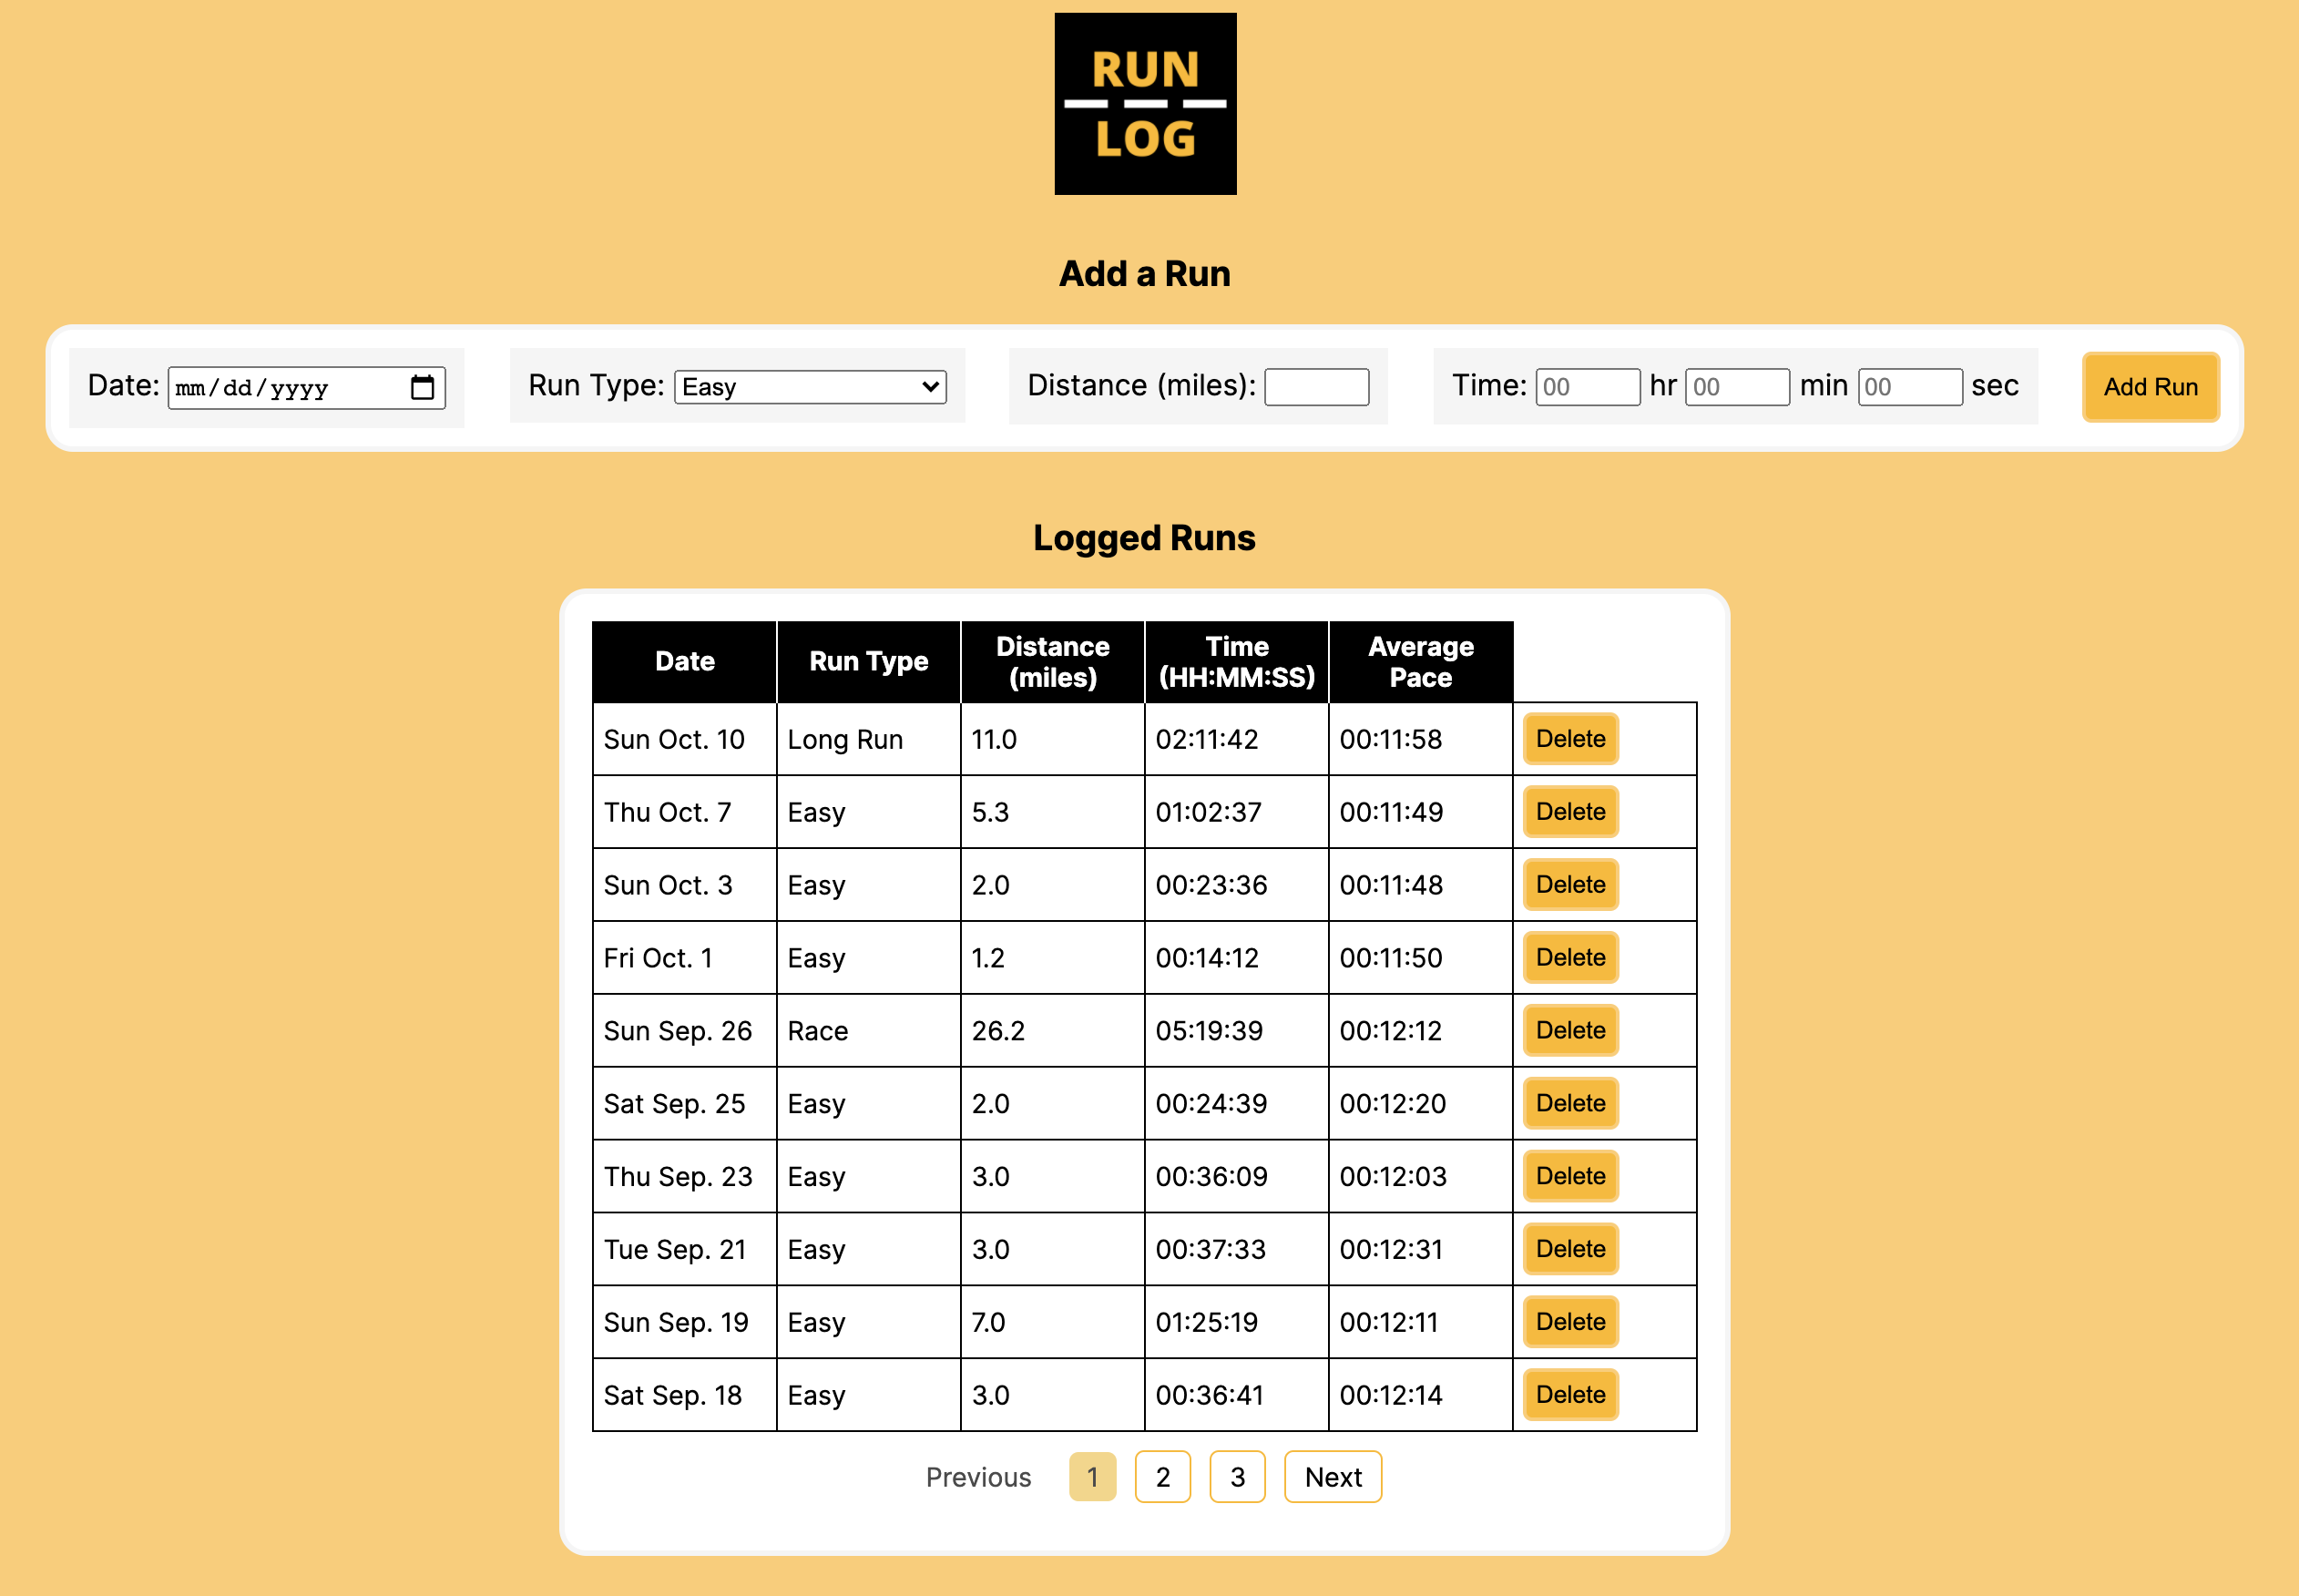 RUN
LOG
Add a Run
Date: mm/dd/yyyy Run Type: Easy Distance (miles): Time: 00 hr 00 min 00 sec Add Run
Logged Runs
Date Run Type Distance (miles) Time (HH:MM:SS) Average Pace
Sun Oct. 10 Long Run 11.0 02:11:42 00:11:58 Delete
Thu Oct. 7 Easy 5.3 01:02:37 00:11:49 Delete
Sun Oct. 3 Easy 2.0 00:23:36 00:11:48 Delete
Fri Oct. 1 Easy 1.2 00:14:12 00:11:50 Delete
Sun Sep. 26 Race 26.2 05:19:39 00:12:12 Delete
Sat Sep. 25 Easy 2.0 00:24:39 00:12:20 Delete
Thu Sep. 23 Easy 3.0 00:36:09 00:12:03 Delete
Tue Sep. 21 Easy 3.0 00:37:33 00:12:31 Delete
Sun Sep. 19 Easy 7.0 01:25:19 00:12:11 Delete
Sat Sep. 18 Easy 3.0 00:36:41 00:12:14 Delete
Previous 1 2 3 Next